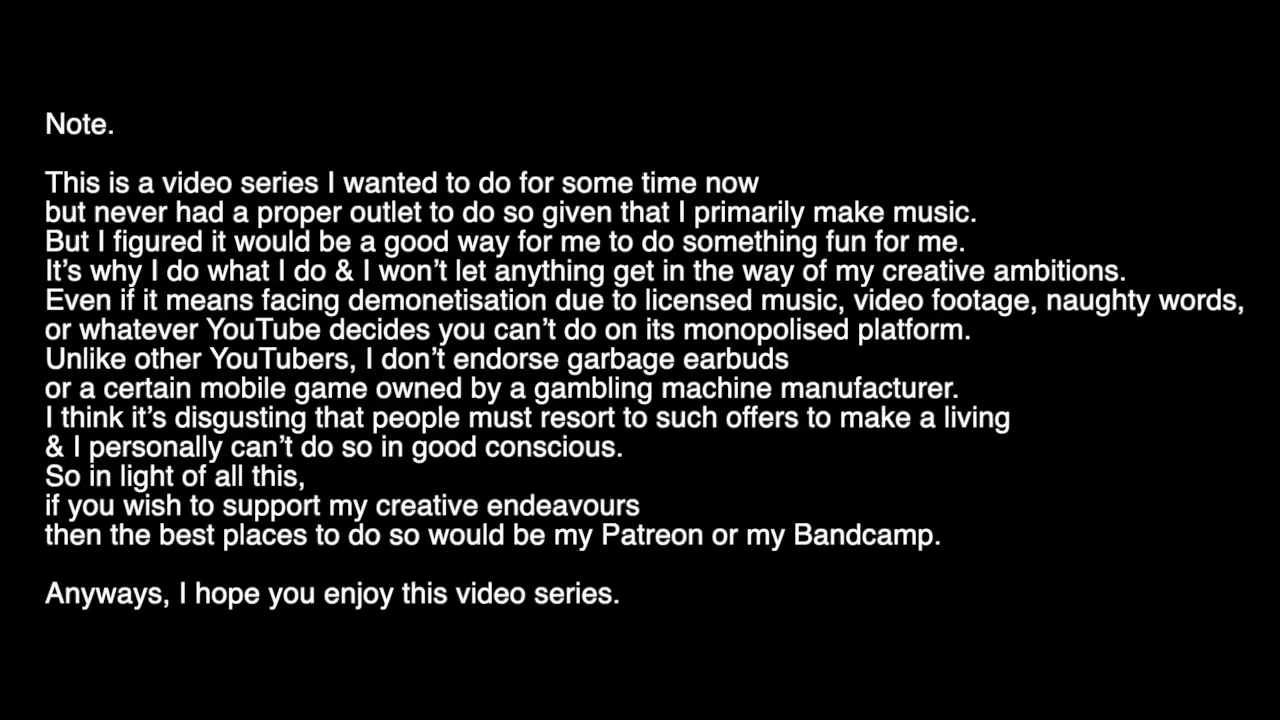 Note.
This is a video series I wanted to do for some time now
but never had a proper outlet to do so given that I primarily make music.
But I figured it would be a good way for me to do something fun for me.
It’s why I do what I do & I won’t let anything get in the way of my creative ambitions.
Even if it means facing demonetisation due to licensed music, video footage, naughty words,
or whatever YouTube decides you can’t do on its monopolised platform.
Unlike other YouTubers, I don’t endorse garbage earbuds
or a certain mobile game owned by a gambling machine manufacturer.
I think it’s disgusting that people must resort to such offers to make a living
& I personally can’t do so in good conscious.
So in light of all this,
if you wish to support my creative endeavours
then the best places to do so would be my Patreon or my Bandcamp.
Anyways, I hope you enjoy this video series.